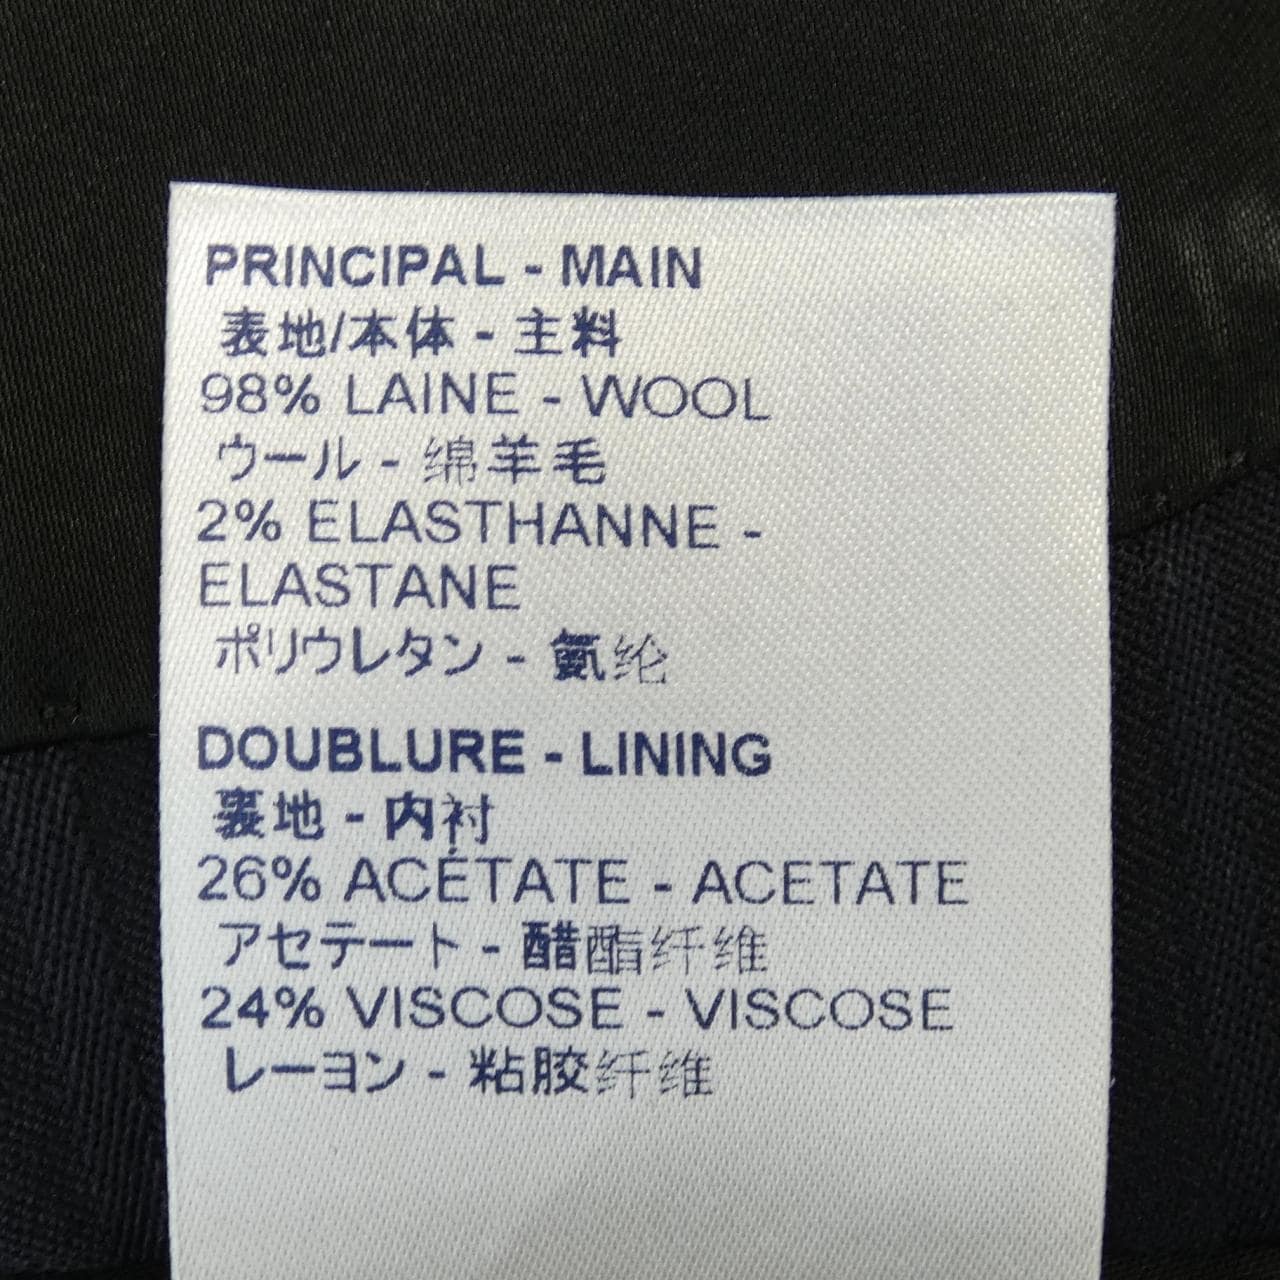 PRINCIPAL - MAIN
表地/本体 - 主料
98% LAINE - WOOL
ウール - 绵羊毛
2% ELASTHANNE -
ELASTANE
ポリウレタン - 氨纶
DOUBLURE - LINING
裏地 - 内衬
26% ACÉTATE - ACETATE
アセテート - 醋酯纤维
24% VISCOSE - VISCOSE
レーヨン - 粘胶纤维